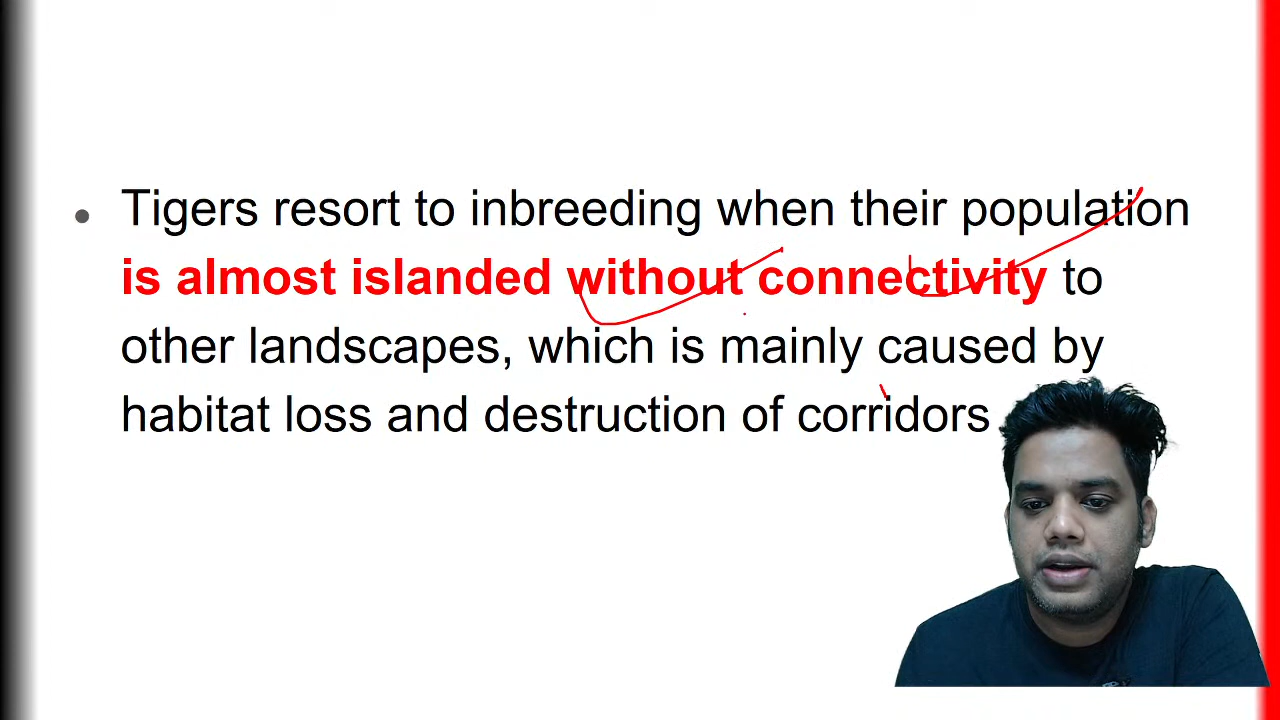 Tigers resort to inbreeding when their population
is almost islanded without connectivity to
other landscapes, which is mainly caused by
habitat loss and destruction of corridors